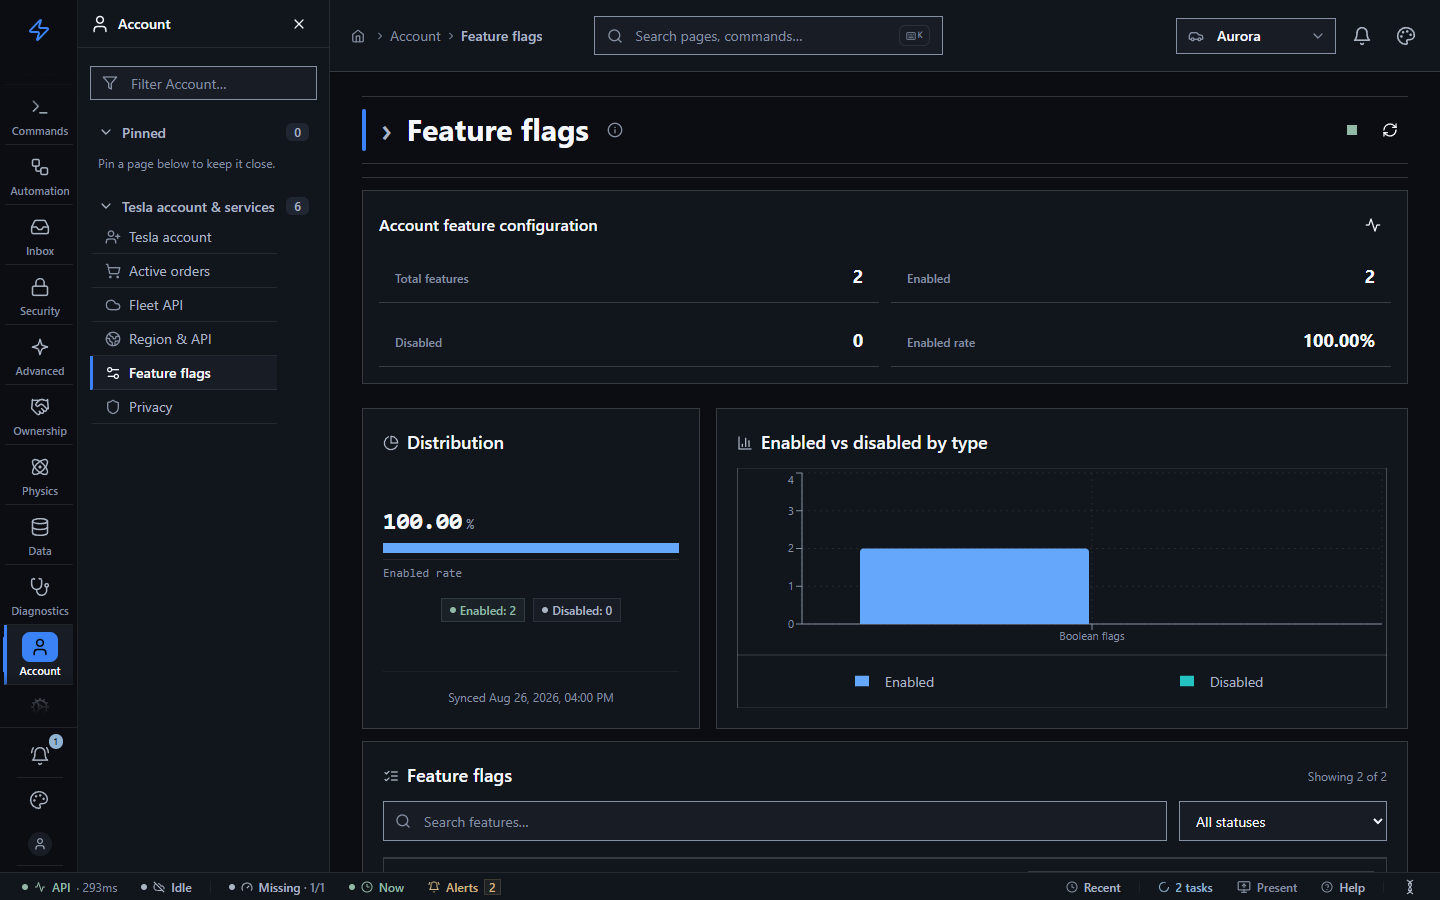 Account
Account
Feature flags
Search pages, commands...
K
Aurora
Commands
Automation
Inbox
Security
Advanced
Ownership
Physics
Data
Diagnostics
Account
1
Filter Account...
Pinned
0
Pin a page below to keep it close.
Tesla account & services
6
Tesla account
Active orders
Fleet API
Region & API
Feature flags
Privacy
Feature flags
Account feature configuration
Total features
2
Enabled
2
Disabled
0
Enabled rate
100.00%
Distribution
100.00 %
Enabled rate
Enabled: 2
Disabled: 0
Synced Aug 26, 2026, 04:00 PM
Enabled vs disabled by type
4
3
2
1
0
Boolean flags
Enabled
Disabled
Feature flags
Showing 2 of 2
Search features...
All statuses
API · 293ms
Idle
Missing · 1/1
Now
Alerts 2
Recent
2 tasks
Present
Help